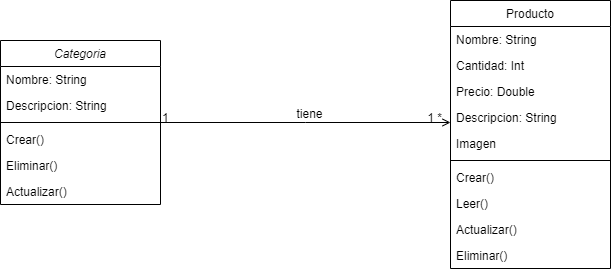 Categoria
Nombre: String
Descripcion: String
Crear()
Eliminar()
Actualizar()
1
tiene
1 *
Producto
Nombre: String
Cantidad: Int
Precio: Double
Descripcion: String
Imagen
Crear()
Leer()
Actualizar()
Eliminar()